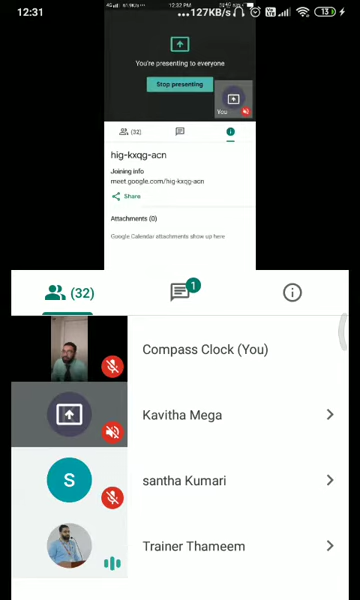 12:31
...127KB/s
13
12:32 PM
You're presenting to everyone
Stop presenting
You
(32)
hig-kxqg-acn
Joining info
meet.google.com/hig-kxqg-acn
Share
Attachments (0)
Google Calendar attachments show up here
(32)
1
Compass Clock (You)
Kavitha Mega
S
santha Kumari
Trainer Thameem